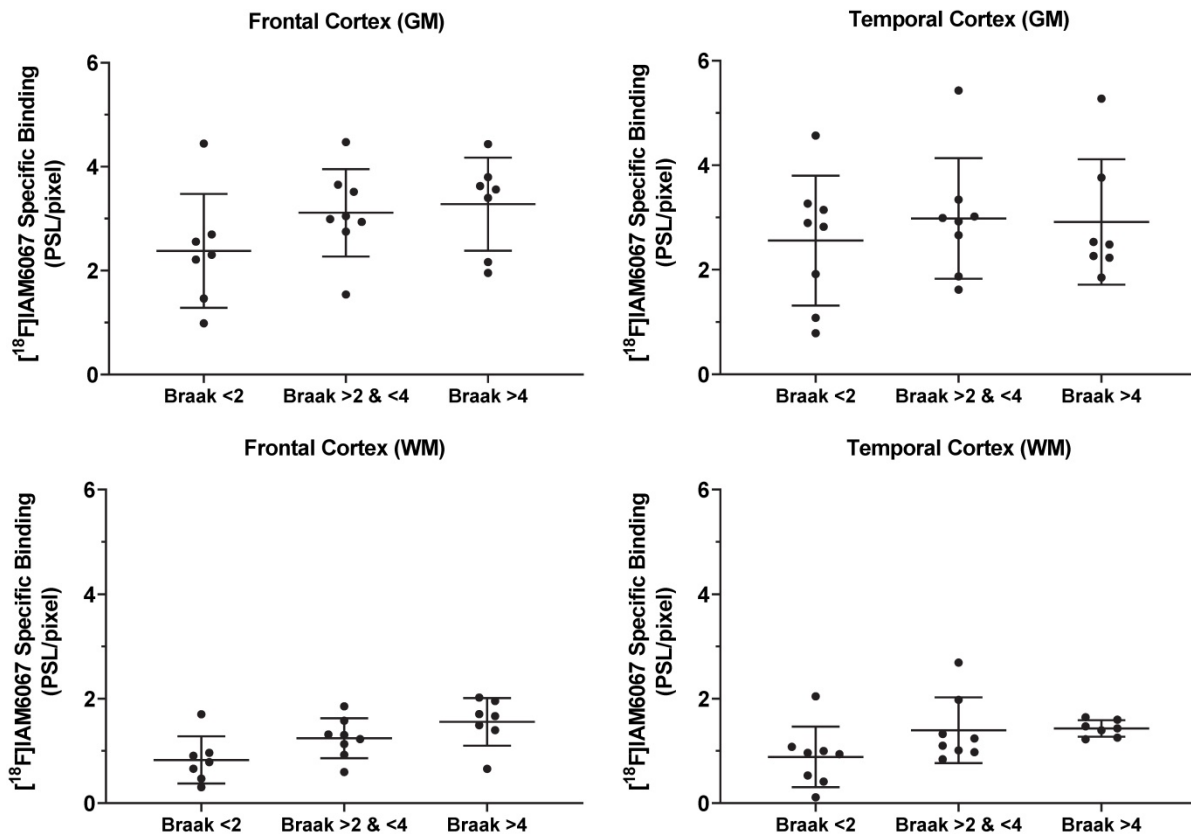 Frontal Cortex (GM)
[¹⁸F]IAM6067 Specific Binding
(PSL/pixel)
6
4
2
0
Braak <2
Braak >2 & <4
Braak >4
Temporal Cortex (GM)
[¹⁸F]IAM6067 Specific Binding
(PSL/pixel)
6
4
2
0
Braak <2
Braak >2 & <4
Braak >4
Frontal Cortex (WM)
[¹⁸F]IAM6067 Specific Binding
(PSL/pixel)
6
4
2
0
Braak <2
Braak >2 & <4
Braak >4
Temporal Cortex (WM)
[¹⁸F]IAM6067 Specific Binding
(PSL/pixel)
6
4
2
0
Braak <2
Braak >2 & <4
Braak >4